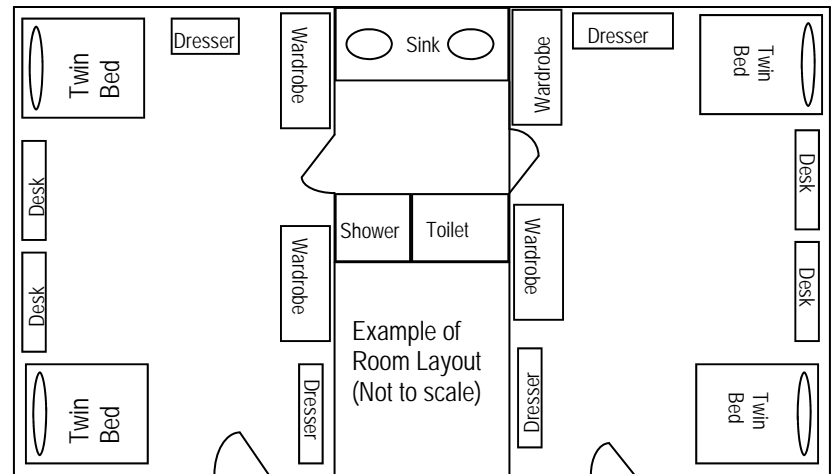 Twin
Bed
Dresser
Wardrobe
Sink
Wardrobe
Dresser
Twin
Bed
Desk
Desk
Shower
Toilet
Wardrobe
Wardrobe
Desk
Desk
Example of
Room Layout
(Not to scale)
Twin
Bed
Dresser
Dresser
Twin
Bed